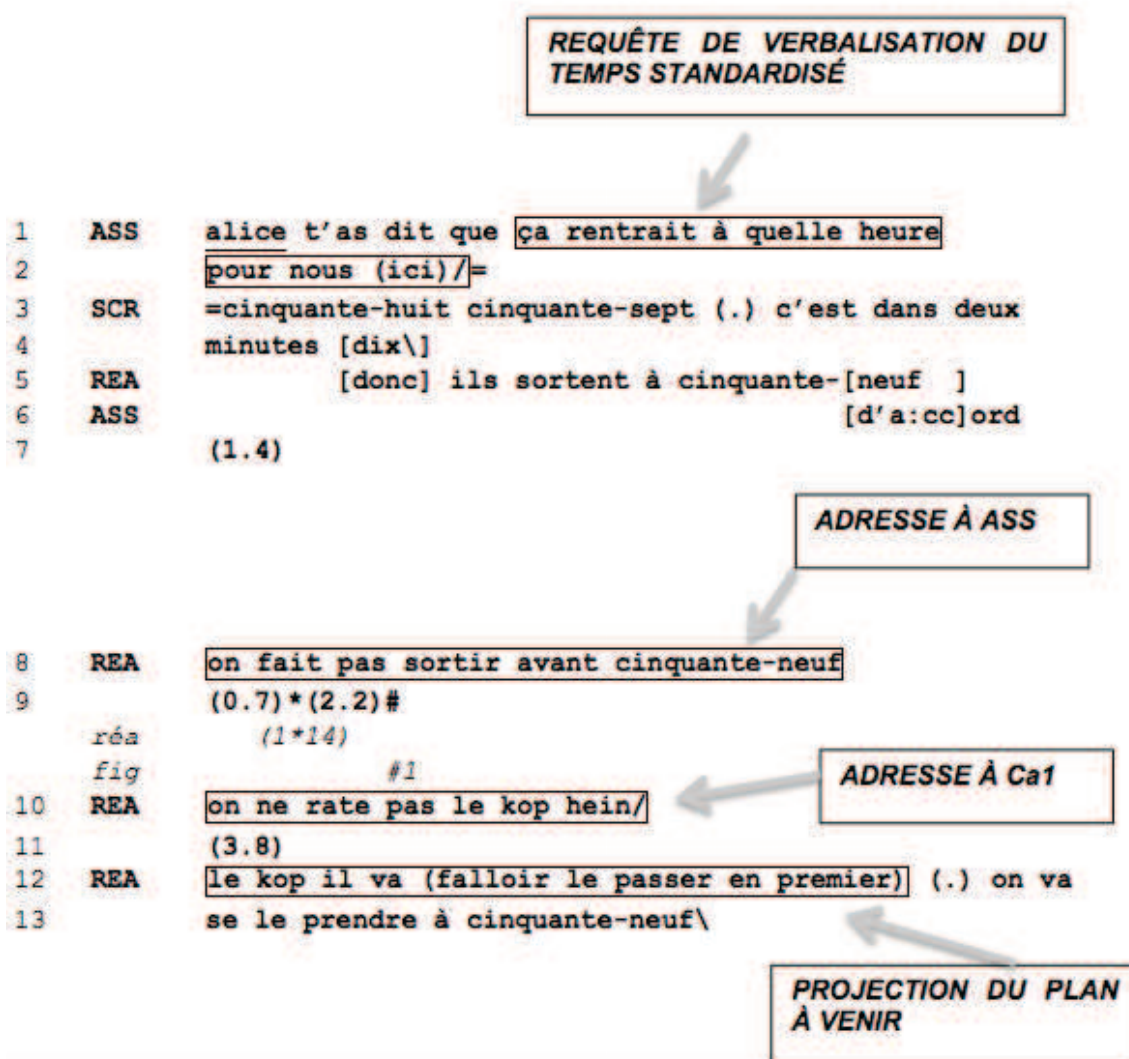 REQUÊTE DE VERBALISATION DU
TEMPS STANDARDISÉ
1 ASS alice t'as dit que ça rentrait à quelle heure
2 pour nous (ici)/=
3 SCR =cinquante-huit cinquante-sept (.) c'est dans deux
4 minutes [dix\]
5 REA [donc] ils sortent à cinquante-[neuf ]
6 ASS [d'a:cc]ord
7 (1.4)
ADRESSE À ASS
8 REA on fait pas sortir avant cinquante-neuf
9 (0.7)*(2.2)#
réa (1*14)
fig #1
ADRESSE À Ca1
10 REA on ne rate pas le kop hein/
11 (3.8)
12 REA le kop il va (falloir le passer en premier) (.) on va
13 se le prendre à cinquante-neuf\
PROJECTION DU PLAN
À VENIR